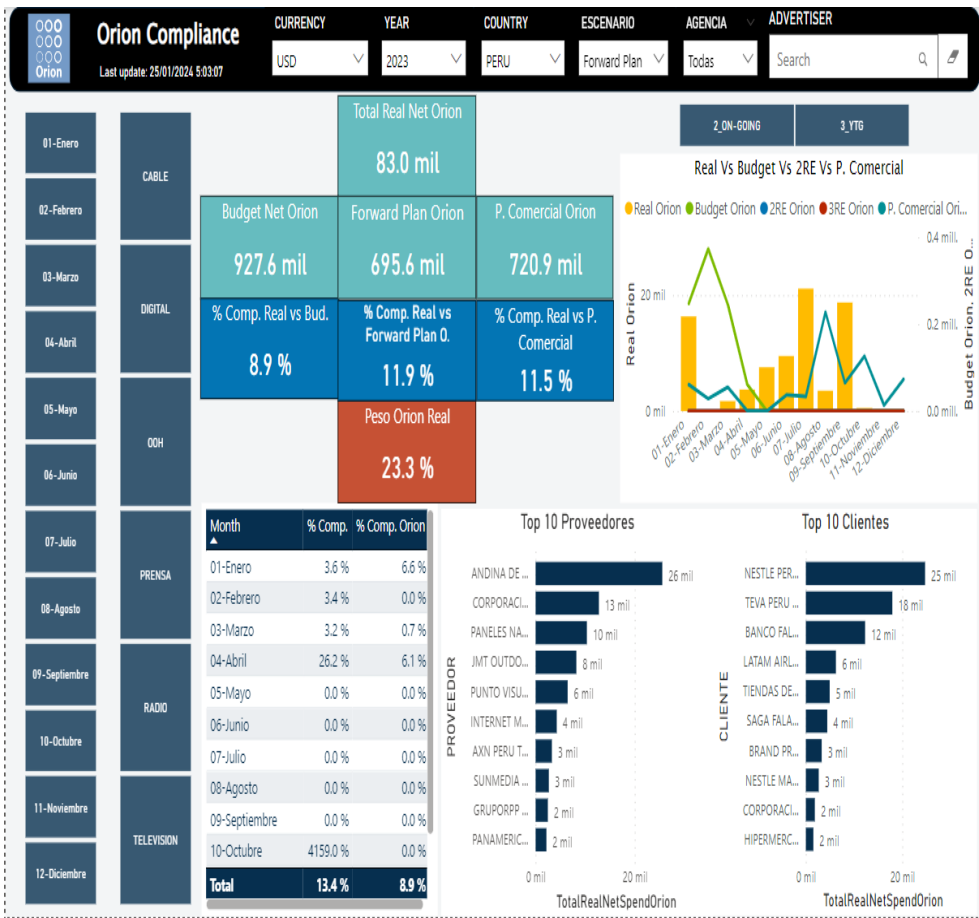 Orion
Orion Compliance
Last update: 25/01/2024 5:03:07
CURRENCY
USD
YEAR
2023
COUNTRY
PERU
ESCENARIO
Forward Plan
AGENCIA
Todas
ADVERTISER
Search
01-Enero
02-Febrero
03-Marzo
04-Abril
05-Mayo
06-Junio
07-Julio
08-Agosto
09-Septiembre
10-Octubre
11-Noviembre
12-Diciembre
CABLE
DIGITAL
OOH
PRENSA
RADIO
TELEVISION
Total Real Net Orion
83.0 mil
Budget Net Orion
927.6 mil
Forward Plan Orion
695.6 mil
P. Comercial Orion
720.9 mil
% Comp. Real vs Bud.
8.9 %
% Comp. Real vs
Forward Plan O.
11.9 %
% Comp. Real vs P.
Comercial
11.5 %
Peso Orion Real
23.3 %
2_ON-GOING
3_YTG
Real Vs Budget Vs 2RE Vs P. Comercial
Real Orion Budget Orion 2RE Orion 3RE Orion P. Comercial Ori...
Real Orion
20 mil
0 mil
0.4 mill.
0.2 mill.
0.0 mill.
Budget Orion, 2RE O...
01-Enero
02-Febrero
03-Marzo
04-Abril
05-Mayo
06-Junio
07-Julio
08-Agosto
09-Septiembre
10-Octubre
11-Noviembre
12-Diciembre
Month % Comp. % Comp. Orion
01-Enero 3.6 % 6.6 %
02-Febrero 3.4 % 0.0 %
03-Marzo 3.2 % 0.7 %
04-Abril 26.2 % 6.1 %
05-Mayo 0.0 % 0.0 %
06-Junio 0.0 % 0.0 %
07-Julio 0.0 % 0.0 %
08-Agosto 0.0 % 0.0 %
09-Septiembre 0.0 % 0.0 %
10-Octubre 4159.0 % 0.0 %
Total 13.4 % 8.9 %
Top 10 Proveedores
PROVEEDOR
ANDINA DE ... 26 mil
CORPORACI... 13 mil
PANELES NA... 10 mil
JMT OUTDO... 8 mil
PUNTO VISU... 6 mil
INTERNET M... 4 mil
AXN PERU T... 3 mil
SUNMEDIA ... 3 mil
GRUPORPP ... 2 mil
PANAMERIC... 2 mil
0 mil 20 mil
TotalRealNetSpendOrion
Top 10 Clientes
CLIENTE
NESTLE PER... 25 mil
TEVA PERU ... 18 mil
BANCO FAL... 12 mil
LATAM AIRL... 6 mil
TIENDAS DE... 5 mil
SAGA FALA... 4 mil
BRAND PR... 3 mil
NESTLE MA... 3 mil
CORPORACI... 2 mil
HIPERMERC... 2 mil
0 mil 20 mil
TotalRealNetSpendOrion